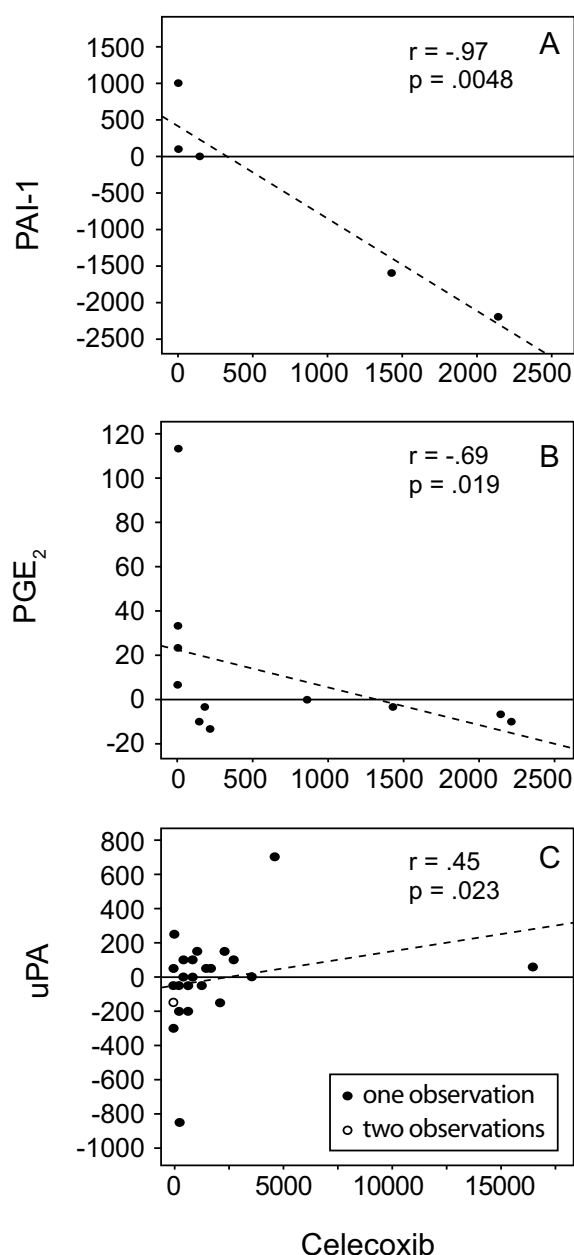 A
r = -.97
p = .0048
1500
1000
500
0
-500
-1000
-1500
-2000
-2500
PAI-1
0 500 1000 1500 2000 2500
B
r = -.69
p = .019
120
100
80
60
40
20
0
-20
PGE2
0 500 1000 1500 2000 2500
C
r = .45
p = .023
800
600
400
200
0
-200
-400
-600
-800
-1000
uPA
one observation
two observations
0 5000 10000 15000
Celecoxib